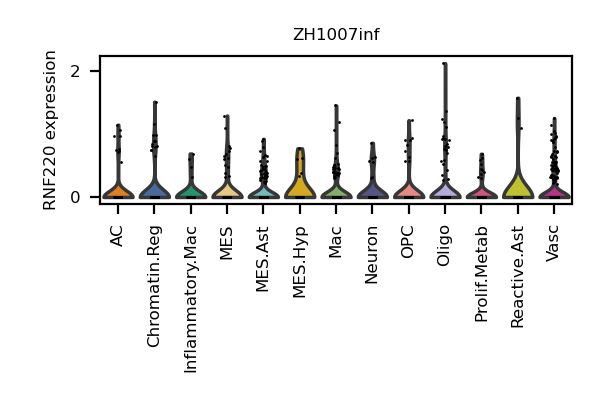 ZH1007inf
RNF220 expression
2
0
AC
Chromatin.Reg
Inflammatory.Mac
MES
MES.Ast
MES.Hyp
Mac
Neuron
OPC
Oligo
Prolif.Metab
Reactive.Ast
Vasc